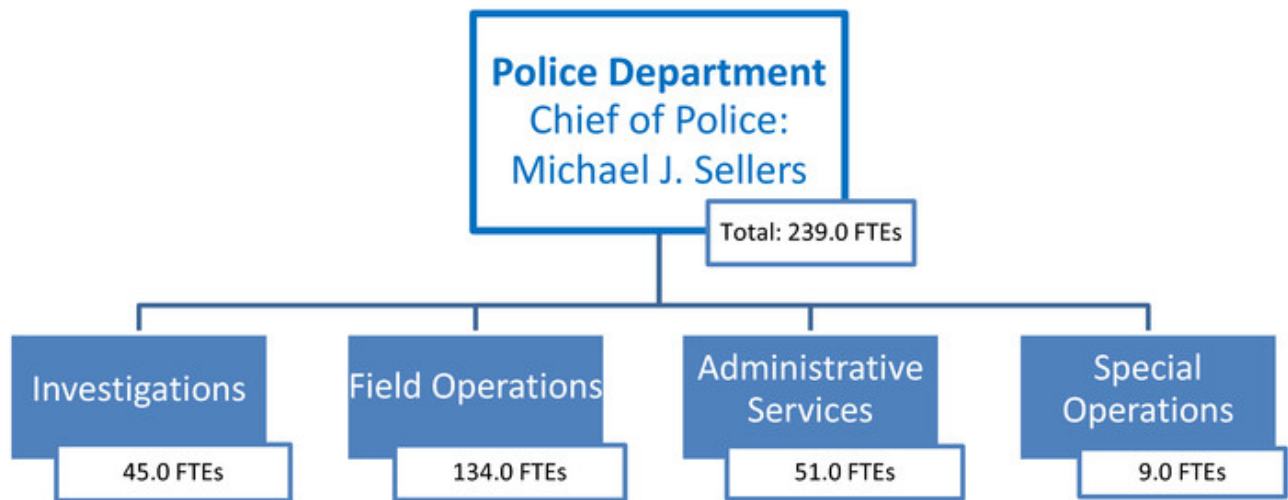 Police Department
Chief of Police:
Michael J. Sellers
Total: 239.0 FTEs
Investigations
45.0 FTEs
Field Operations
134.0 FTEs
Administrative
Services
51.0 FTEs
Special
Operations
9.0 FTEs